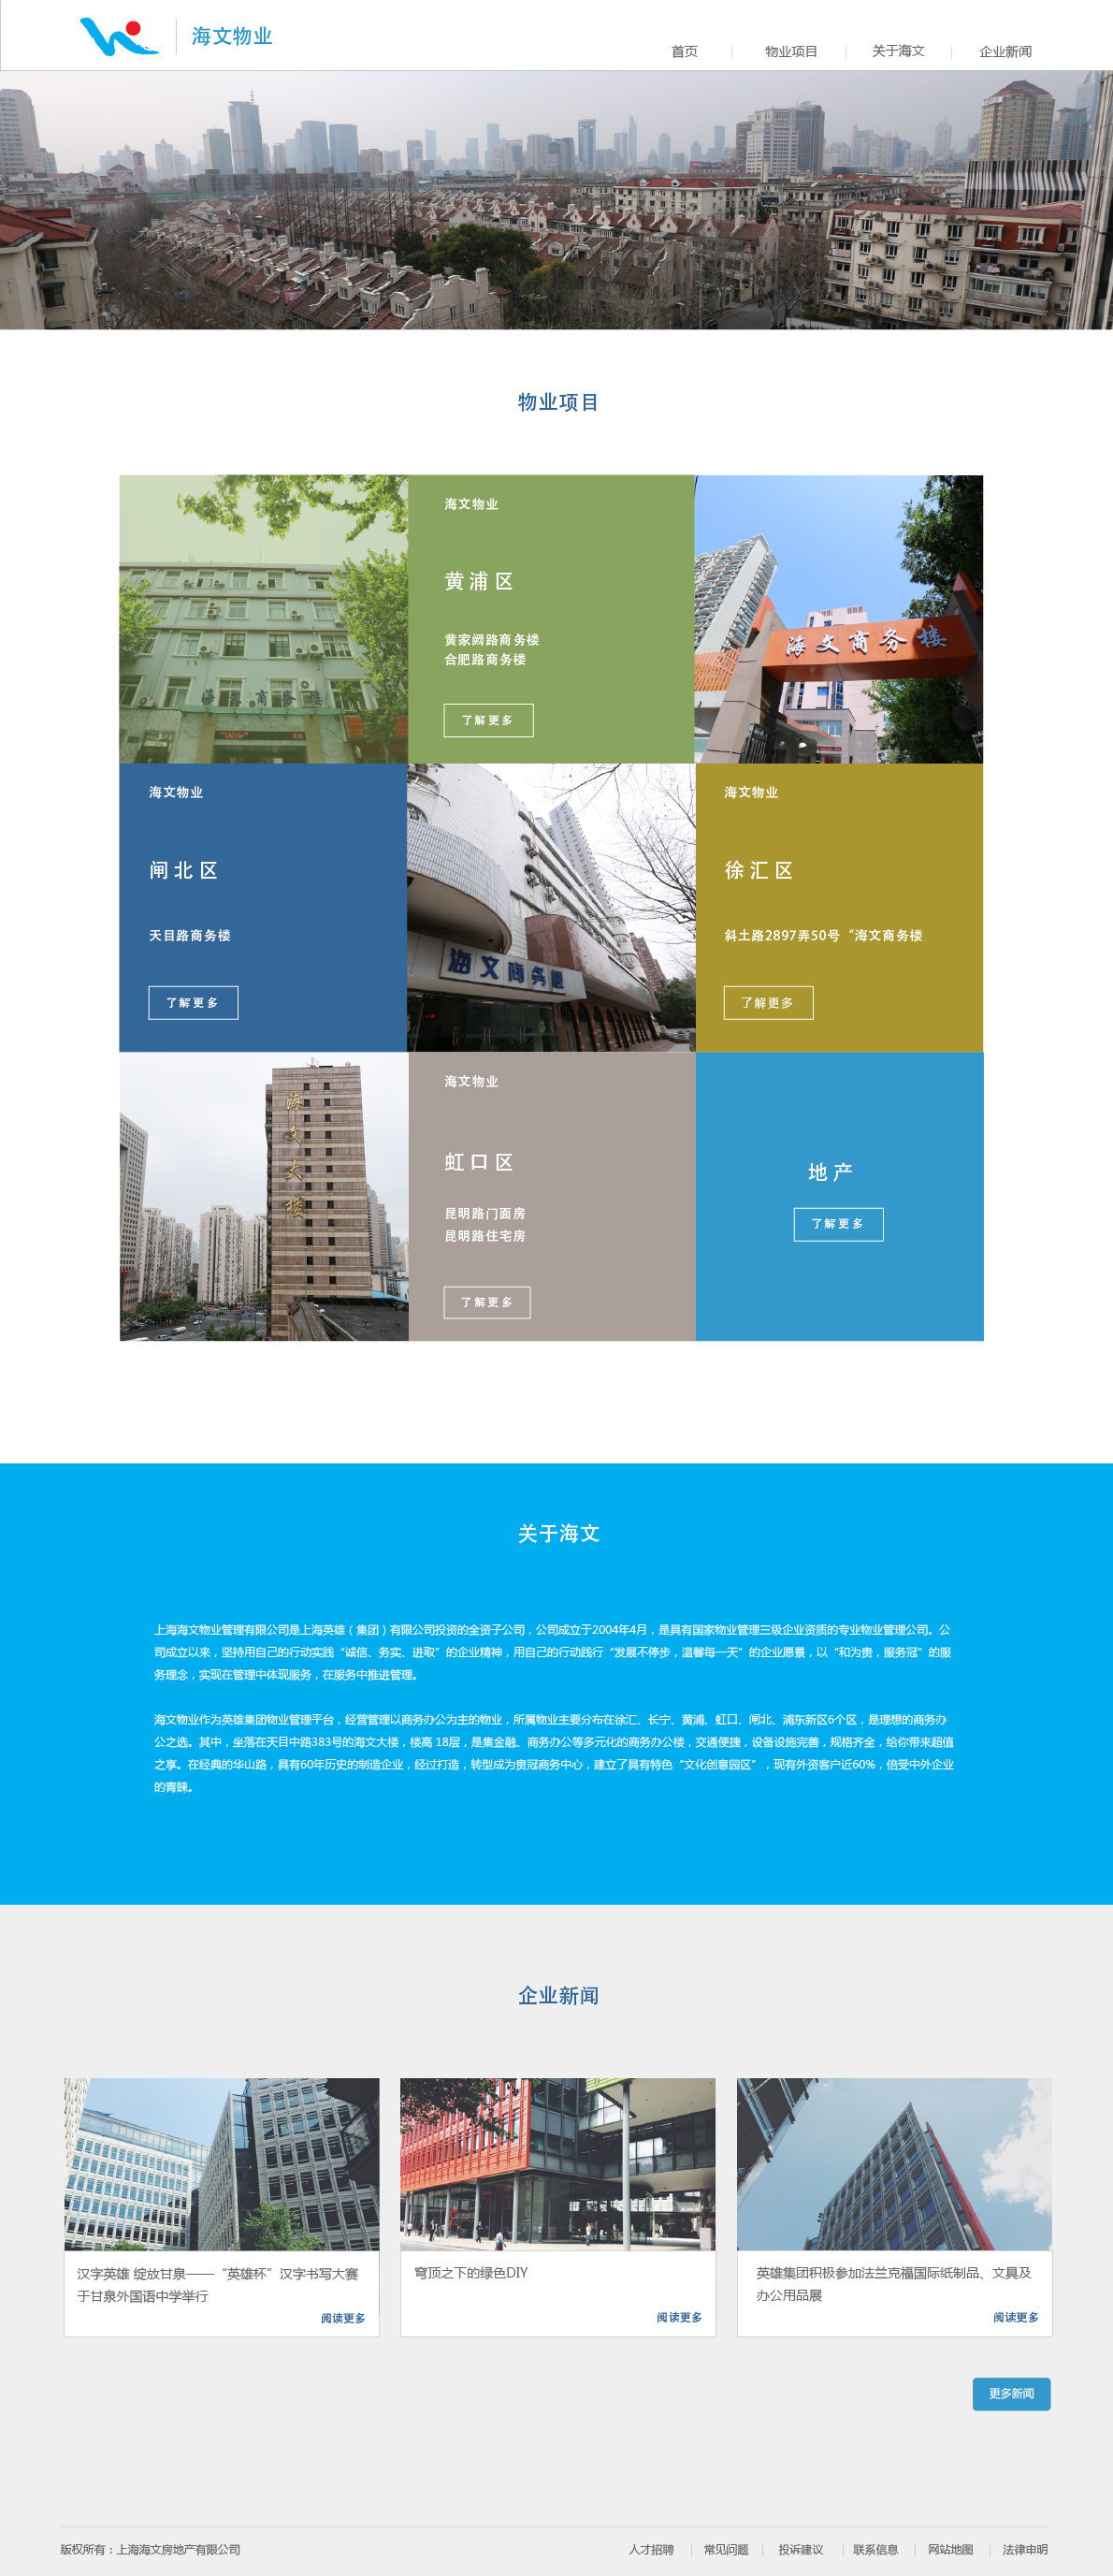 海文物业
首页
物业项目
关于海文
企业新闻
物业项目
海文物业
黄浦区
黄家阙路商务楼
合肥路商务楼
了解更多
海文商务楼
海文物业
闸北区
天目路商务楼
了解更多
海文商务楼
海文物业
徐汇区
斜土路2897弄50号“海文商务楼
了解更多
海文大楼
海文物业
虹口区
昆明路门面房
昆明路住宅房
了解更多
地产
了解更多
关于海文
上海海文物业管理有限公司是上海英雄（集团）有限公司投资的全资子公司，公司成立于2004年4月，是具有国家物业管理三级企业资质的专业物业管理公司。公
司成立以来，坚持用自己的行动实践“诚信、务实、进取”的企业精神，用自己的行动践行“发展不停步，温馨每一天”的企业愿景，以“和为贵，服务冠”的服
务理念，实现在管理中体现服务，在服务中推进管理。
海文物业作为英雄集团物业管理平台，经营管理以商务办公为主的物业，所属物业主要分布在徐汇、长宁、黄浦、虹口、闸北、浦东新区6个区，是理想的商务办
公之选。其中，坐落在天目中路383号的海文大楼，楼高 18层，是集金融、商务办公等多元化的商务办公楼，交通便捷，设备设施完善，规格齐全，给你带来超值
之享。在经典的华山路，具有60年历史的制造企业，经过打造，转型成为贵冠商务中心，建立了具有特色“文化创意园区”，现有外资客户近60%，倍受中外企业
的青睐。
企业新闻
汉字英雄 绽放甘泉——“英雄杯”汉字书写大赛
于甘泉外国语中学举行
阅读更多
穹顶之下的绿色DIY
阅读更多
英雄集团积极参加法兰克福国际纸制品、文具及
办公用品展
阅读更多
更多新闻
版权所有：上海海文房地产有限公司
人才招聘
常见问题
投诉建议
联系信息
网站地图
法律申明